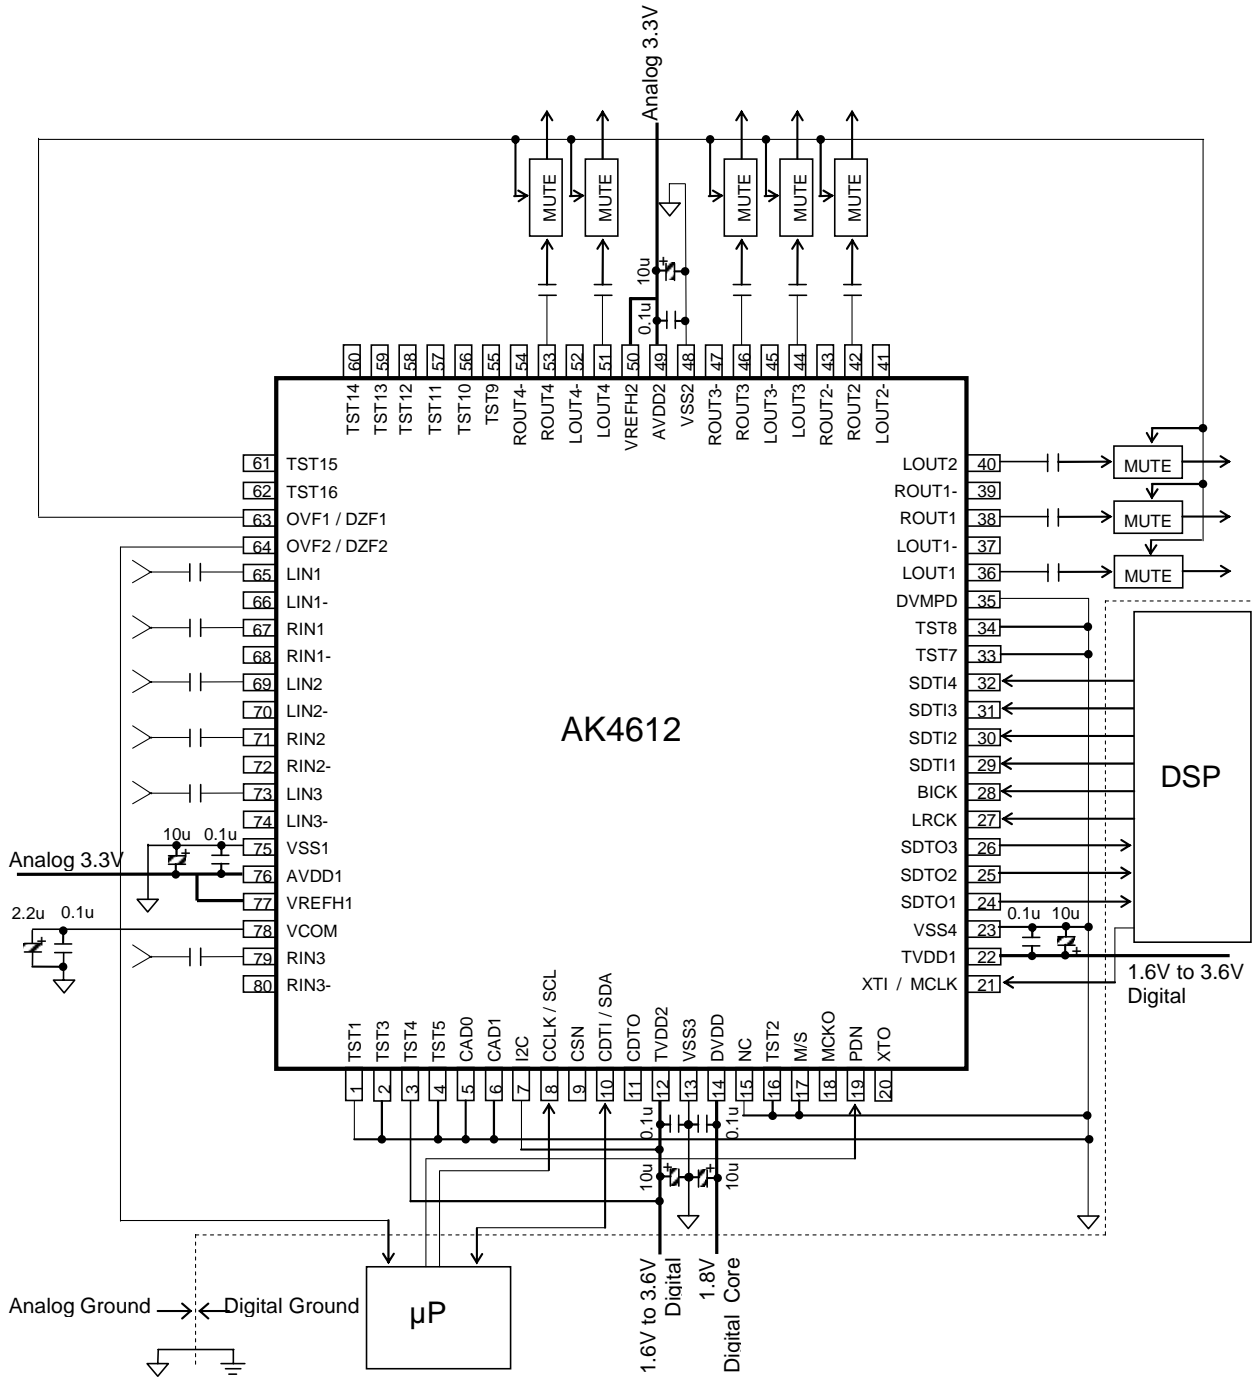 Analog 3.3V
MUTE
MUTE
MUTE
MUTE
MUTE
10u
+
0.1u
60
59
58
57
56
55
54
53
52
51
50
49
48
47
46
45
44
43
42
41
TST14
TST13
TST12
TST11
TST10
TST9
ROUT4-
ROUT4
LOUT4-
LOUT4
VREFH2
AVDD2
VSS2
ROUT3-
ROUT3
LOUT3-
LOUT3
ROUT2-
ROUT2
LOUT2-
61 TST15
62 TST16
63 OVF1 / DZF1
64 OVF2 / DZF2
65 LIN1
66 LIN1-
67 RIN1
68 RIN1-
69 LIN2
70 LIN2-
71 RIN2
72 RIN2-
73 LIN3
74 LIN3-
75 VSS1
76 AVDD1
77 VREFH1
78 VCOM
79 RIN3
80 RIN3-
10u
+
0.1u
Analog 3.3V
2.2u
+
0.1u
AK4612
LOUT2 40
ROUT1- 39
ROUT1 38
LOUT1- 37
LOUT1 36
DVMPD 35
TST8 34
TST7 33
SDTI4 32
SDTI3 31
SDTI2 30
SDTI1 29
BICK 28
LRCK 27
SDTO3 26
SDTO2 25
SDTO1 24
VSS4 23
TVDD1 22
XTI / MCLK 21
MUTE
MUTE
MUTE
DSP
0.1u
10u
+
1.6V to 3.6V
Digital
TST1
TST3
TST4
TST5
CAD0
CAD1
I2C
CCLK / SCL
CSN
CDTI / SDA
CDTO
TVDD2
VSS3
DVDD
NC
TST2
M/S
MCKO
PDN
XTO
1
2
3
4
5
6
7
8
9
10
11
12
13
14
15
16
17
18
19
20
0.1u
0.1u
10u
+
+
10u
1.6V to 3.6V
Digital
1.8V
Digital Core
µP
Analog Ground
Digital Ground